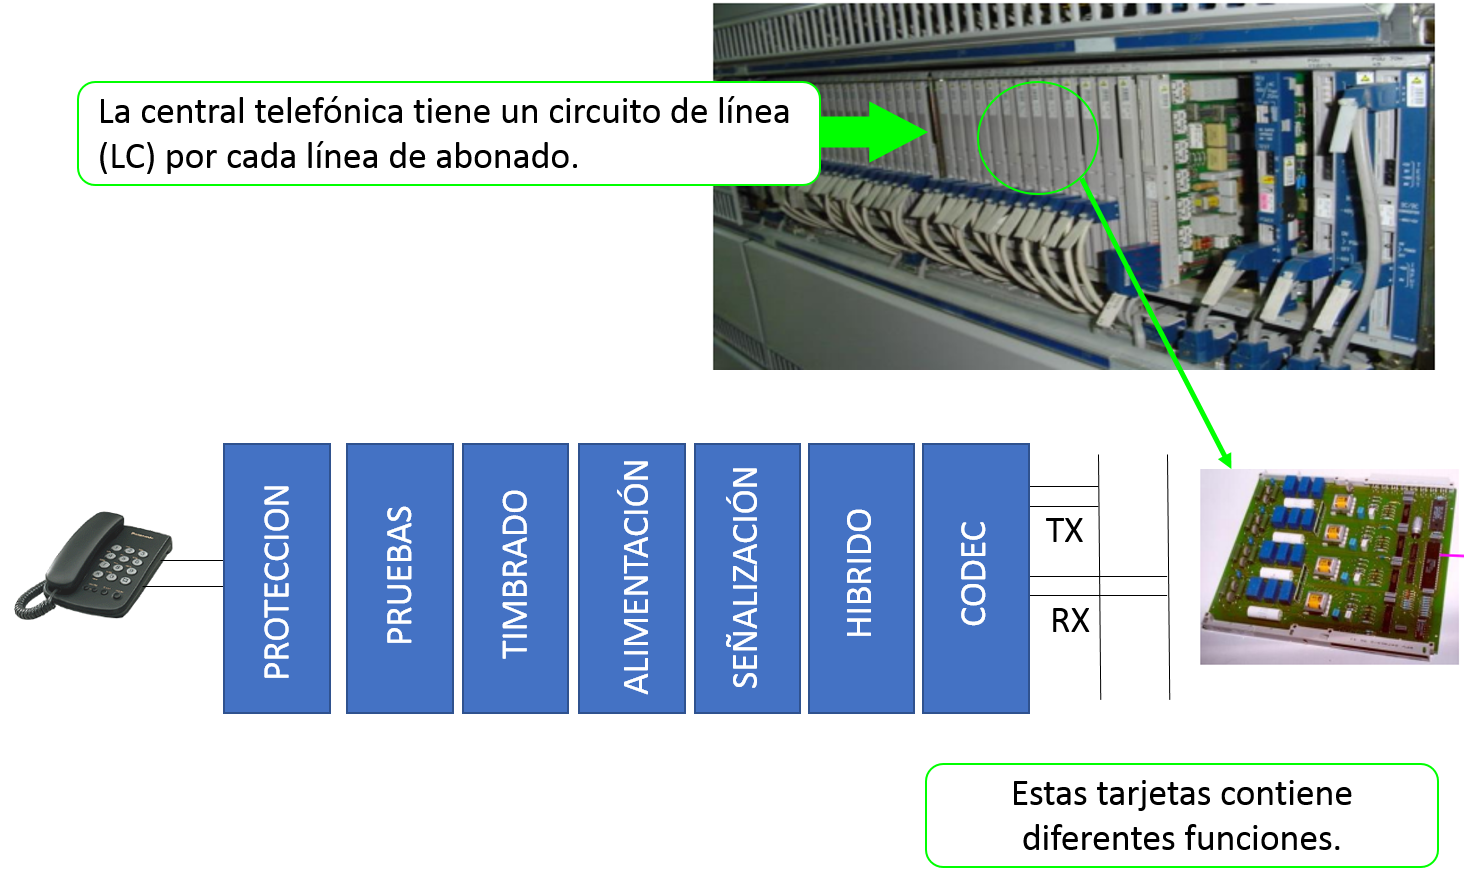 La central telefónica tiene un circuito de línea
(LC) por cada línea de abonado.
PROTECCION
PRUEBAS
TIMBRADO
ALIMENTACIÓN
SEÑALIZACIÓN
HIBRIDO
CODEC
TX
RX
Estas tarjetas contiene
diferentes funciones.